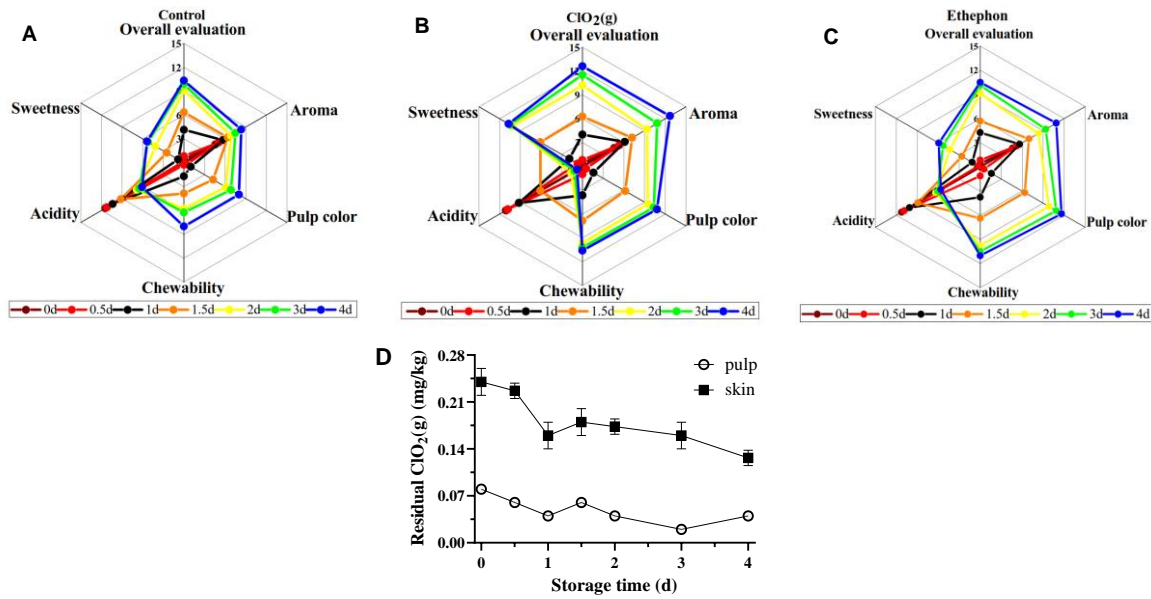 A
Control
Overall evaluation
15
12
6
3
Sweetness
Aroma
Acidity
Pulp color
Chewability
0d 0.5d 1d 1.5d 2d 3d 4d
B
ClO₂(g)
Overall evaluation
15
12
9
6
Sweetness
Aroma
Acidity
Pulp color
Chewability
0d 0.5d 1d 1.5d 2d 3d 4d
C
Ethephon
Overall evaluation
15
12
Sweetness
Aroma
Acidity
Pulp color
Chewability
0d 0.5d 1d 1.5d 2d 3d 4d
D
Residual ClO₂(g) (mg/kg)
0.28
0.21
0.14
0.07
0.00
pulp
skin
0 1 2 3 4
Storage time (d)